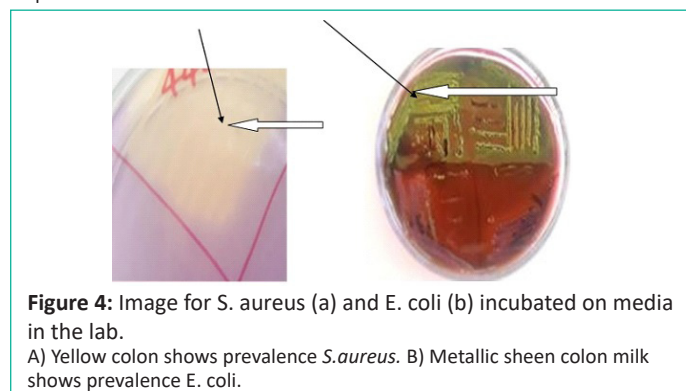 Figure 4: Image for S. aureus (a) and E. coli (b) incubated on media
in the lab.
A) Yellow colon shows prevalence S.aureus. B) Metallic sheen colon milk
shows prevalence E. coli.